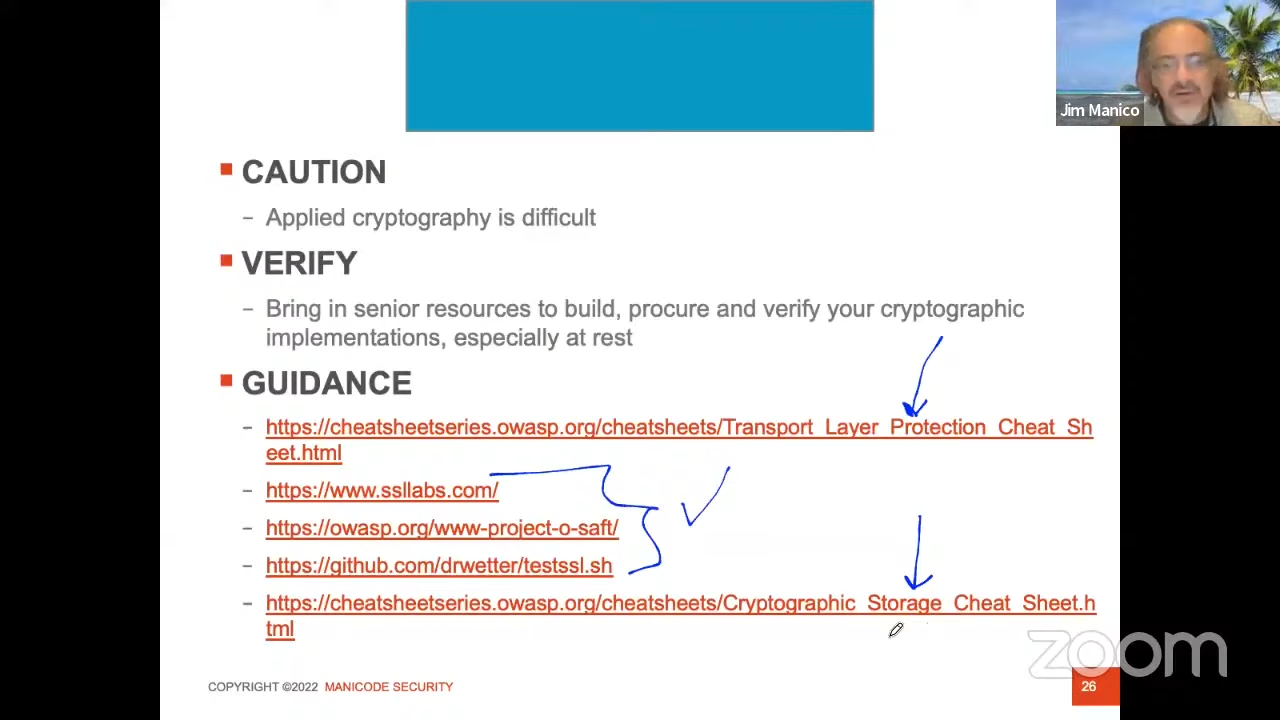 Jim Manico
CAUTION
– Applied cryptography is difficult
VERIFY
– Bring in senior resources to build, procure and verify your cryptographic
implementations, especially at rest
GUIDANCE
– https://cheatsheetseries.owasp.org/cheatsheets/Transport_Layer_Protection_Cheat_Sh
eet.html
– https://www.ssllabs.com/
– https://owasp.org/www-project-o-saft/
– https://github.com/drwetter/testssl.sh
– https://cheatsheetseries.owasp.org/cheatsheets/Cryptographic_Storage_Cheat_Sheet.h
tml
zoom
COPYRIGHT ©2022 MANICODE SECURITY
26